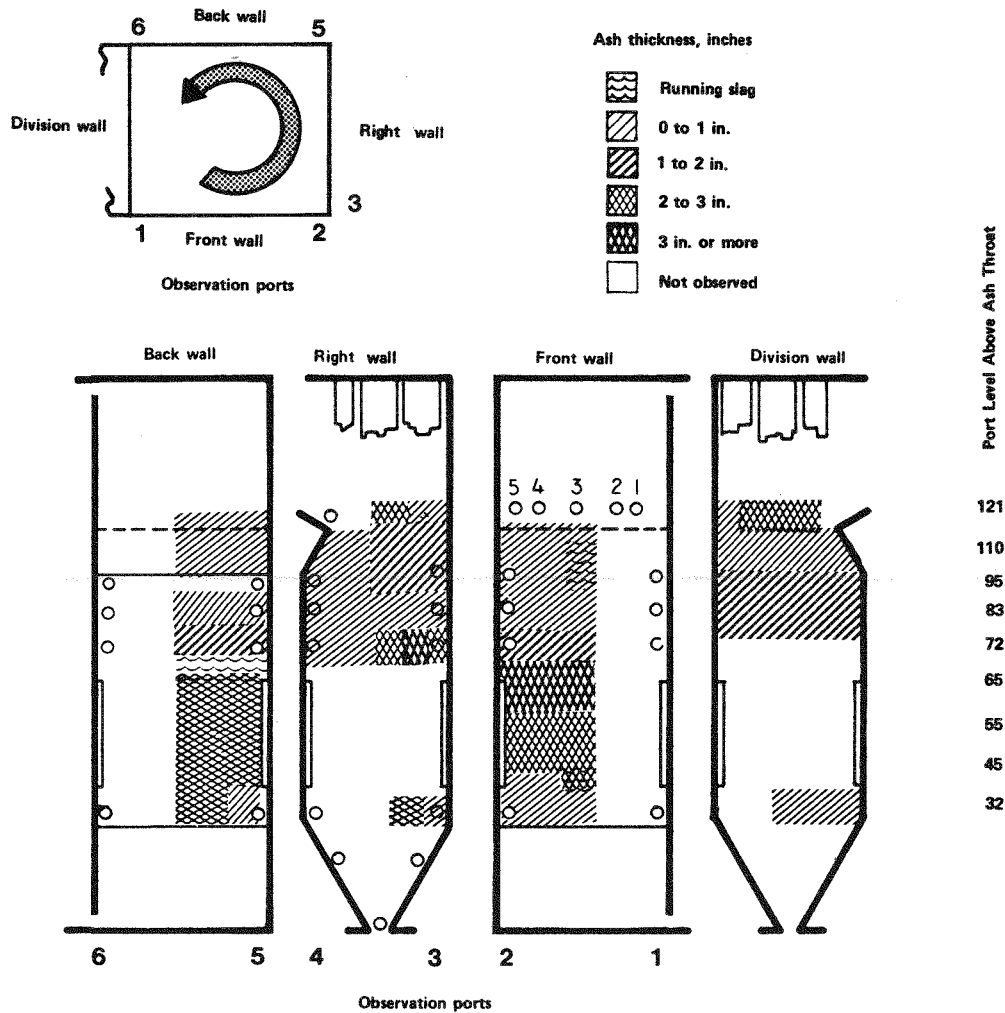 6 Back wall 5
Division wall
Right wall
3
1 Front wall 2
Observation ports
Ash thickness, inches
Running slag
0 to 1 in.
1 to 2 in.
2 to 3 in.
3 in. or more
Not observed
Port Level Above Ash Throat
Back wall Right wall Front wall Division wall
5 4 3 2 1
121
110
95
83
72
65
55
45
32
6 5 4 3 2 1
Observation ports